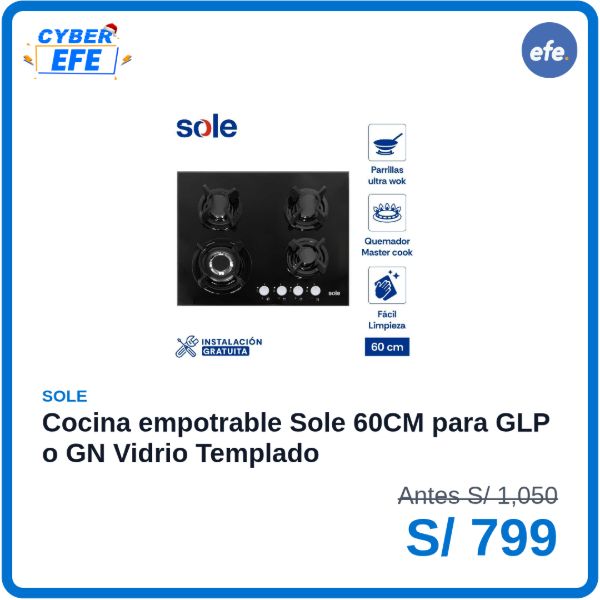 CYBER
EFE
efe.
sole
Parrillas
ultra wok
Quemador
Master cook
sole
Fácil
Limpieza
INSTALACIÓN
GRATUITA
60 cm
SOLE
Cocina empotrable Sole 60CM para GLP
o GN Vidrio Templado
Antes S/ 1,050
S/ 799